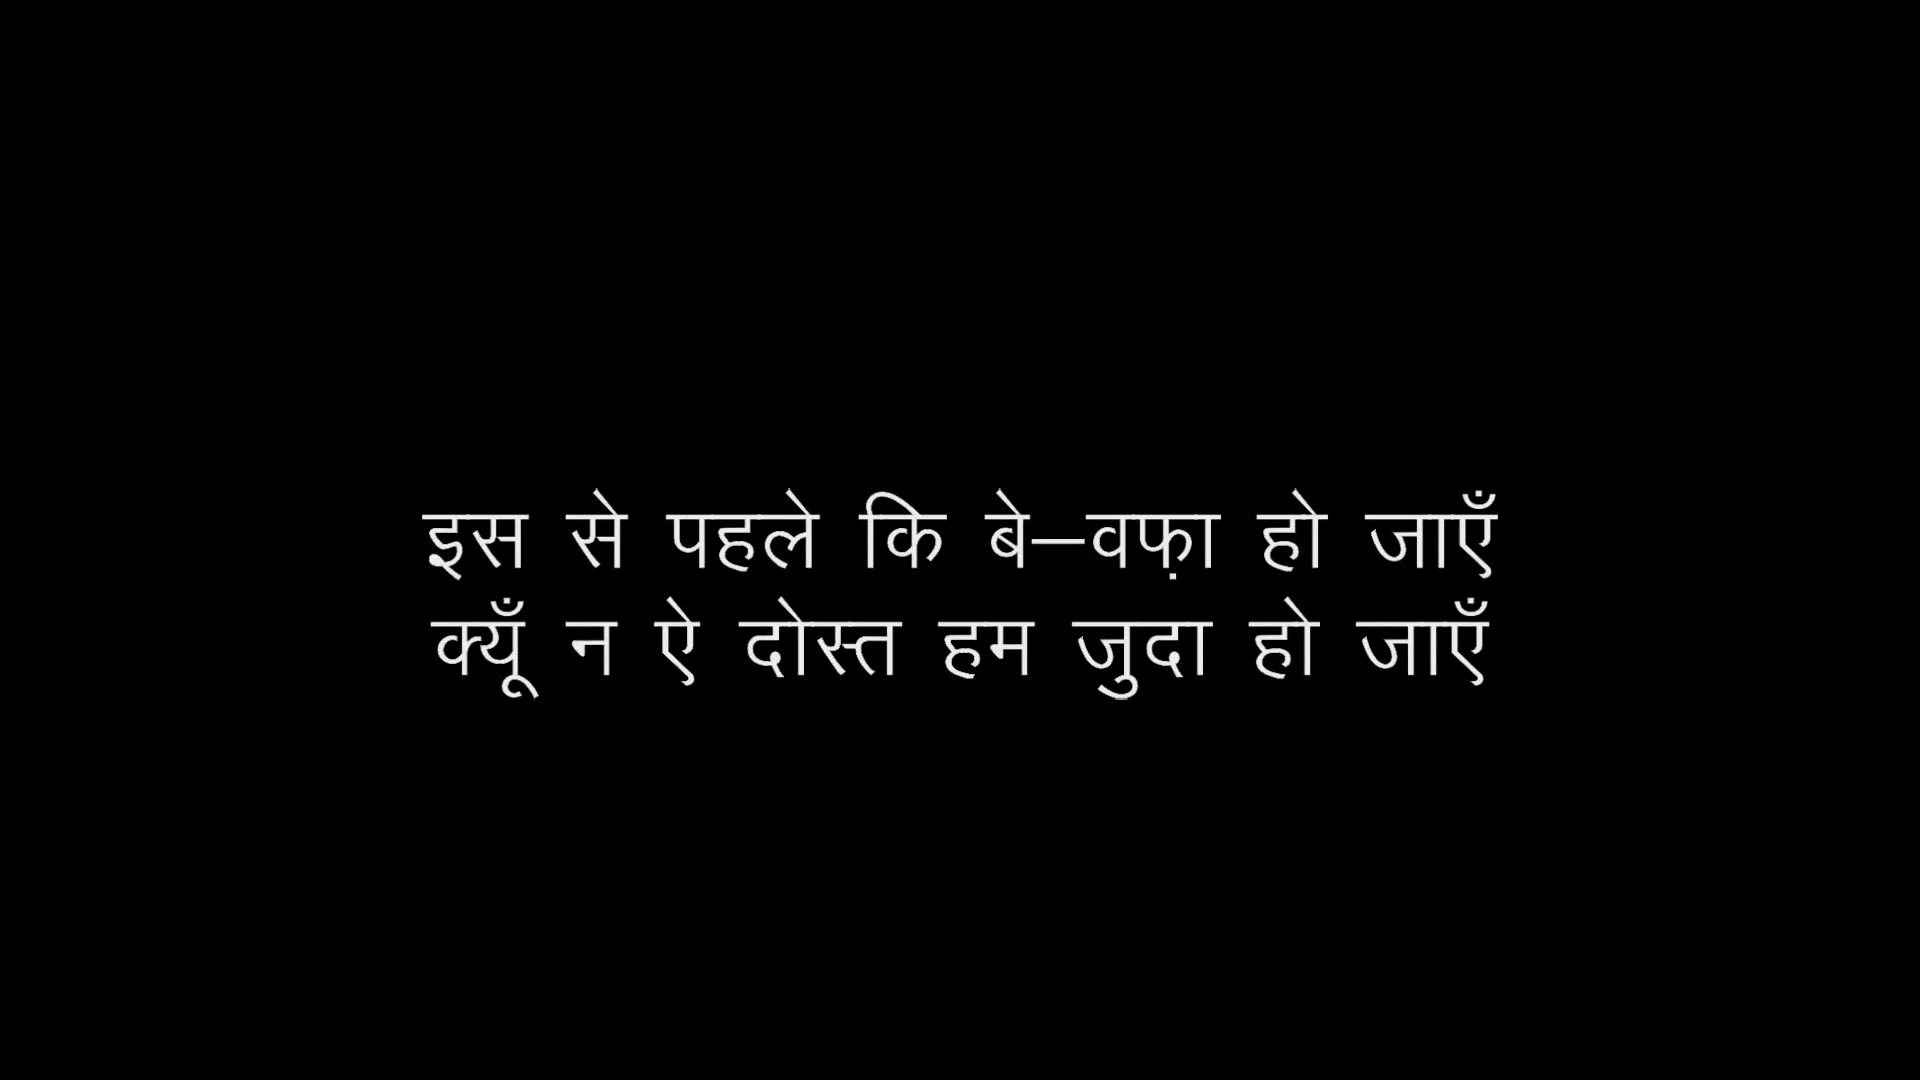 इस से पहले कि बे–वफ़ा हो जाएँ
क्यूँ न ऐ दोस्त हम जुदा हो जाएँ